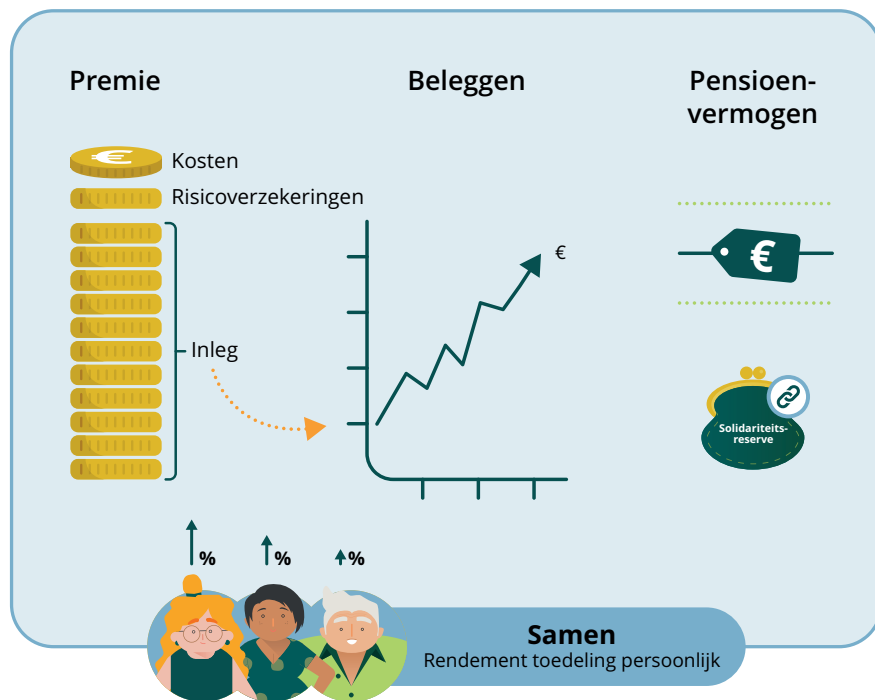 Premie
Beleggen
Pensioen-
vermogen
€
Kosten
Risicoverzekeringen
Inleg
€
€
Solidariteits-
reserve
%
%
%
Samen
Rendement toedeling persoonlijk